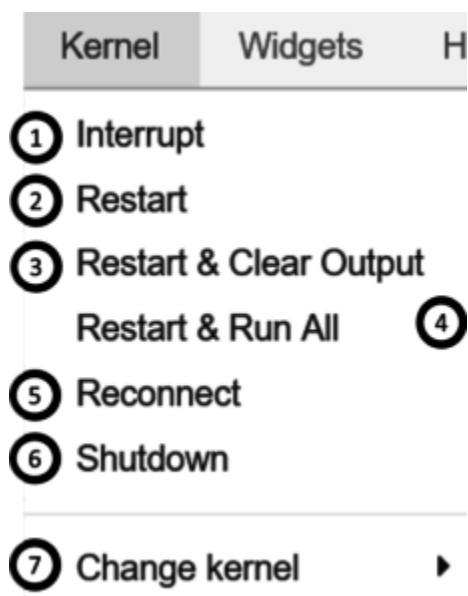 Kernel Widgets H
1 Interrupt
2 Restart
3 Restart & Clear Output
Restart & Run All 4
5 Reconnect
6 Shutdown
7 Change kernel